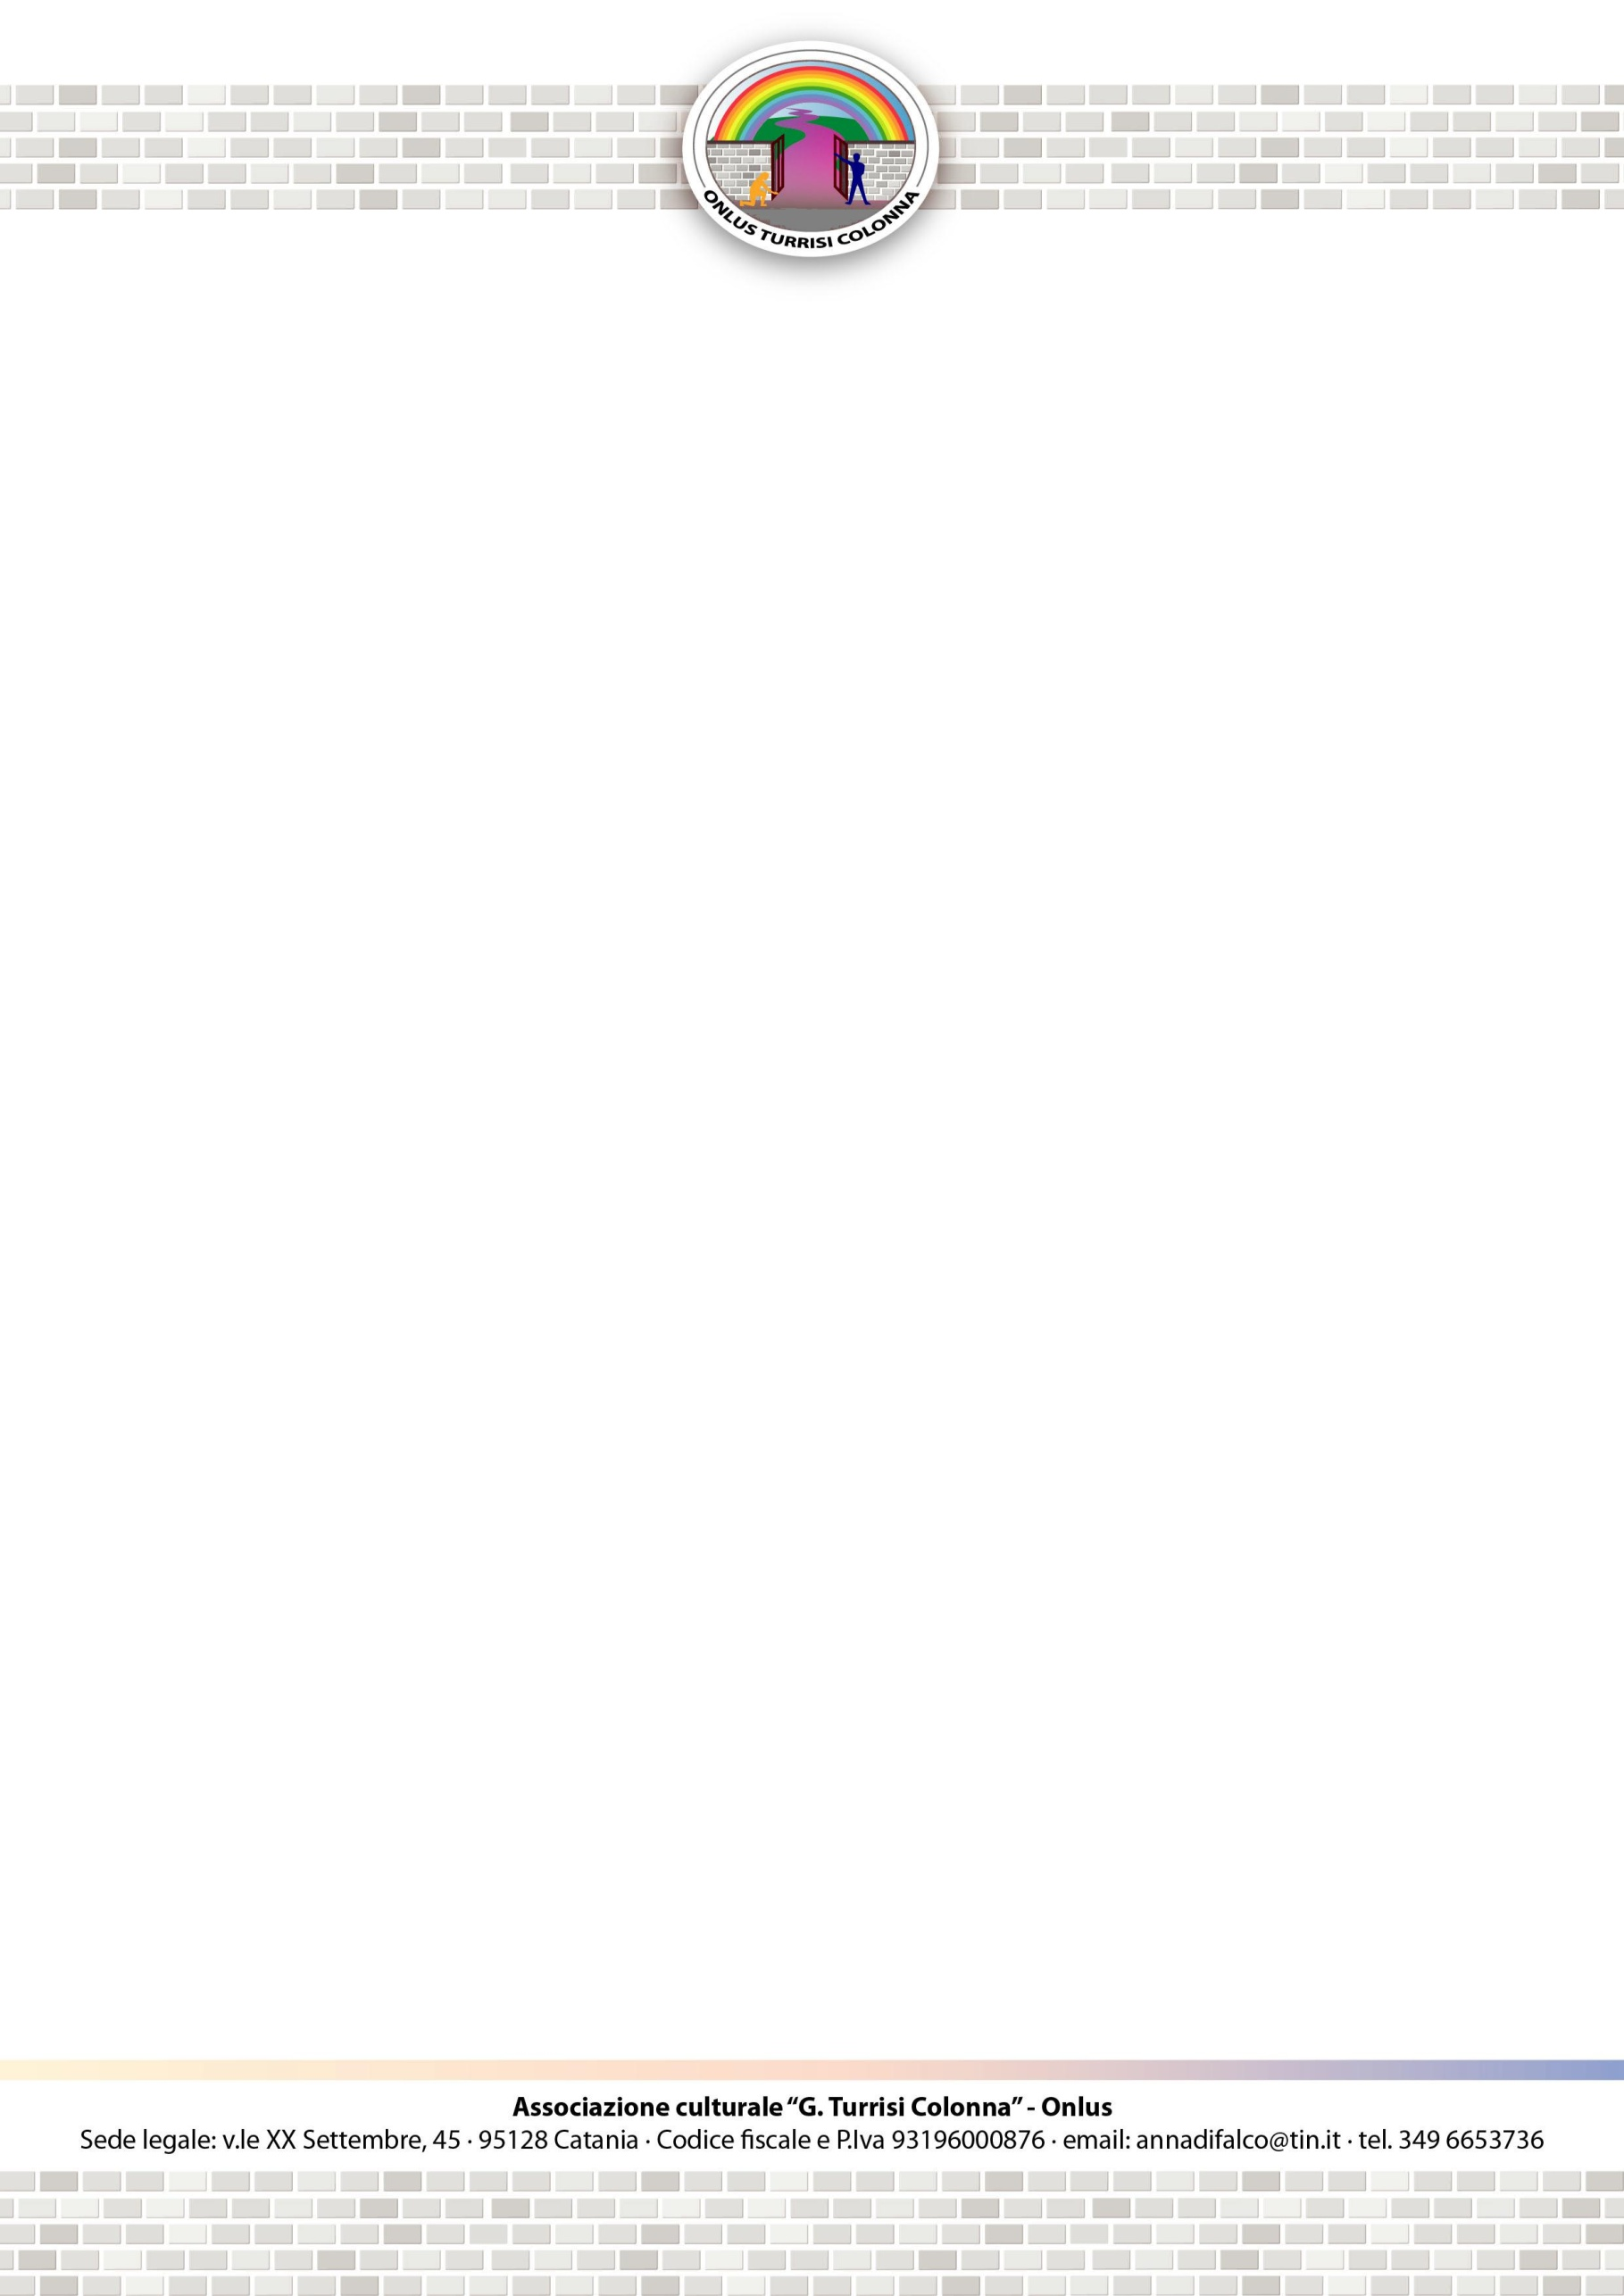 ONLUS TURRISI COLONNA
Associazione culturale “G. Turrisi Colonna” - Onlus
Sede legale: v.le XX Settembre, 45 · 95128 Catania · Codice fiscale e P.Iva 93196000876 · email: annadifalco@tin.it · tel. 349 6653736